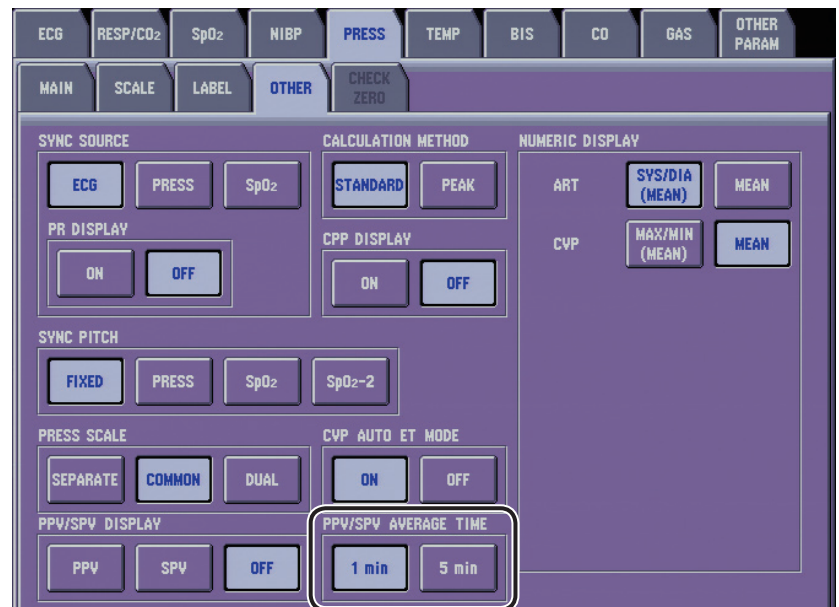 ECG RESP/CO2 SpO2 NIBP PRESS TEMP BIS CO GAS OTHER PARAM
MAIN SCALE LABEL OTHER CHECK ZERO
SYNC SOURCE
ECG PRESS SpO2
PR DISPLAY
ON OFF
CALCULATION METHOD
STANDARD PEAK
CPP DISPLAY
ON OFF
NUMERIC DISPLAY
ART SYS/DIA (MEAN) MEAN
CVP MAX/MIN (MEAN) MEAN
SYNC PITCH
FIXED PRESS SpO2 SpO2-2
PRESS SCALE
SEPARATE COMMON DUAL
CVP AUTO ET MODE
ON OFF
PPV/SPV DISPLAY
PPV SPV OFF
PPV/SPV AVERAGE TIME
1 min 5 min